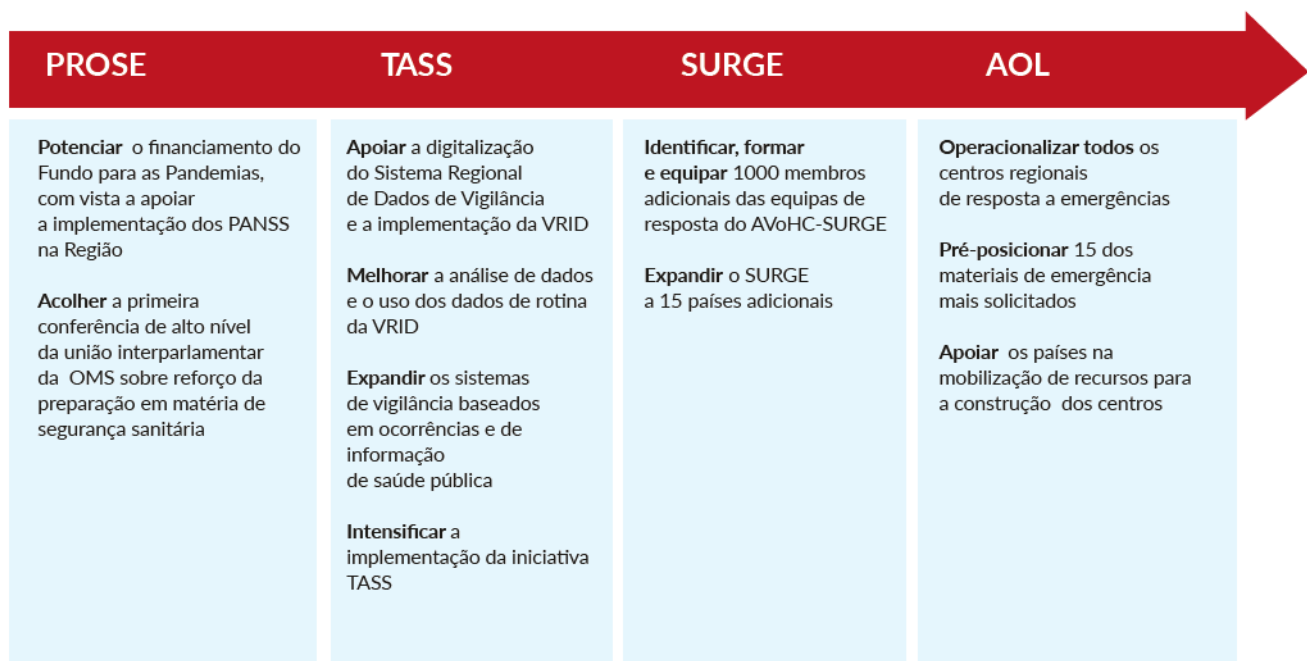 PROSE
TASS
SURGE
AOL
Potenciar o financiamento do
Fundo para as Pandemias,
com vista a apoiar
a implementação dos PANSS
na Região
Acolher a primeira
conferência de alto nível
da união interparlamentar
da OMS sobre reforço da
preparação em matéria de
segurança sanitária
Apoiar a digitalização
do Sistema Regional
de Dados de Vigilância
e a implementação da VRID
Melhorar a análise de dados
e o uso dos dados de rotina
da VRID
Expandir os sistemas
de vigilância baseados
em ocorrências e de
informação
de saúde pública
Intensificar a
implementação da iniciativa
TASS
Identificar, formar
e equipar 1000 membros
adicionais das equipas de
resposta do AVoHC-SURGE
Expandir o SURGE
a 15 países adicionais
Operacionalizar todos os
centros regionais
de resposta a emergências
Pré-posicionar 15 dos
materiais de emergência
mais solicitados
Apoiar os países na
mobilização de recursos para
a construção dos centros